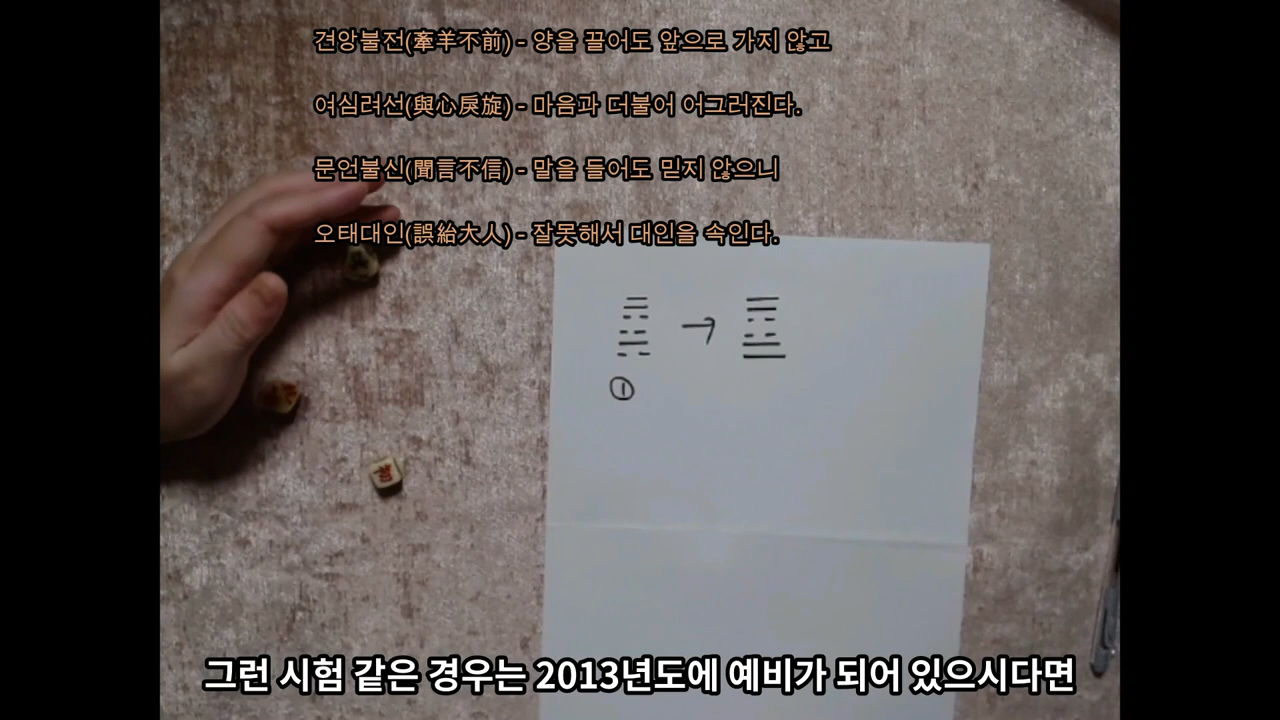 견앙불전(牽羊不前) - 양을 끌어도 앞으로 가지 않고
여심려선(與心戾旋) - 마음과 더불어 어그러진다.
문언불신(聞言不信) - 말을 들어도 믿지 않으니
오태대인(誤紿大人) - 잘못해서 대인을 속인다.
→
①
初
그런 시험 같은 경우는 2013년도에 예비가 되어 있으시다면